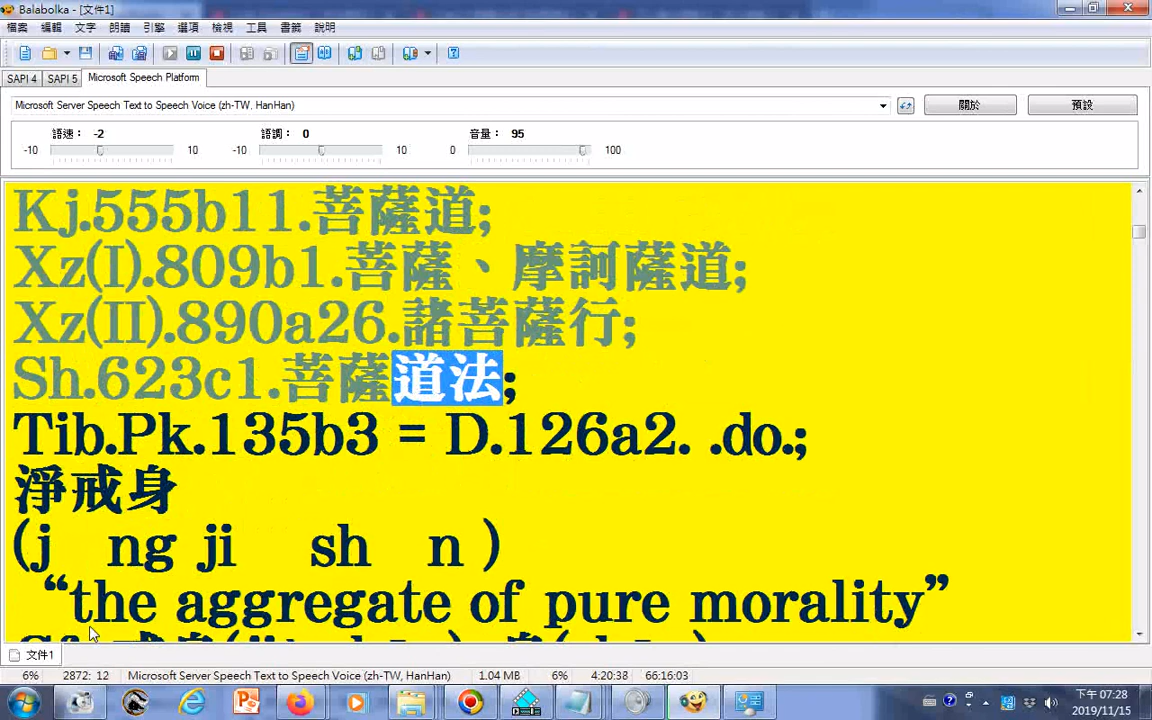 Balabolka - [文件1]
檔案 編輯 文字 朗讀 引擎 選項 檢視 工具 書籤 說明
SAPI 4 SAPI 5 Microsoft Speech Platform
Microsoft Server Speech Text to Speech Voice (zh-TW, HanHan) 關於 預設
語速： -2 語調： 0 音量： 95
-10 10 -10 10 0 100
Kj.555b11.菩薩道;
Xz(I).809b1.菩薩、摩訶薩道;
Xz(II).890a26.諸菩薩行;
Sh.623c1.菩薩道法;
Tib.Pk.135b3 = D.126a2. .do.;
淨戒身
(j ng ji sh n )
“the aggregate of pure morality”
文件1
6% 2872: 12 Microsoft Server Speech Text to Speech Voice (zh-TW, HanHan) 1.04 MB 6% 4:20:38 66:16:03
下午 07:28
2019/11/15